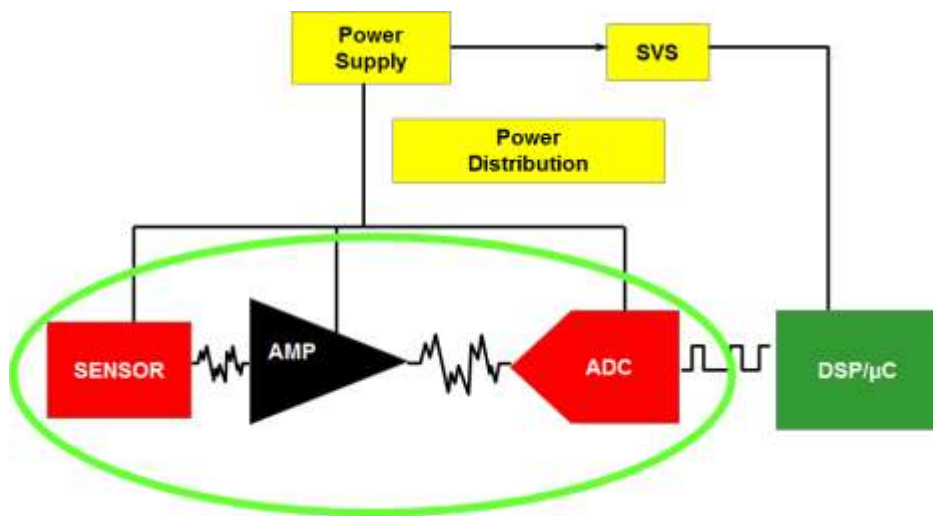 Power
Supply
SVS
Power
Distribution
SENSOR
AMP
ADC
DSP/µC